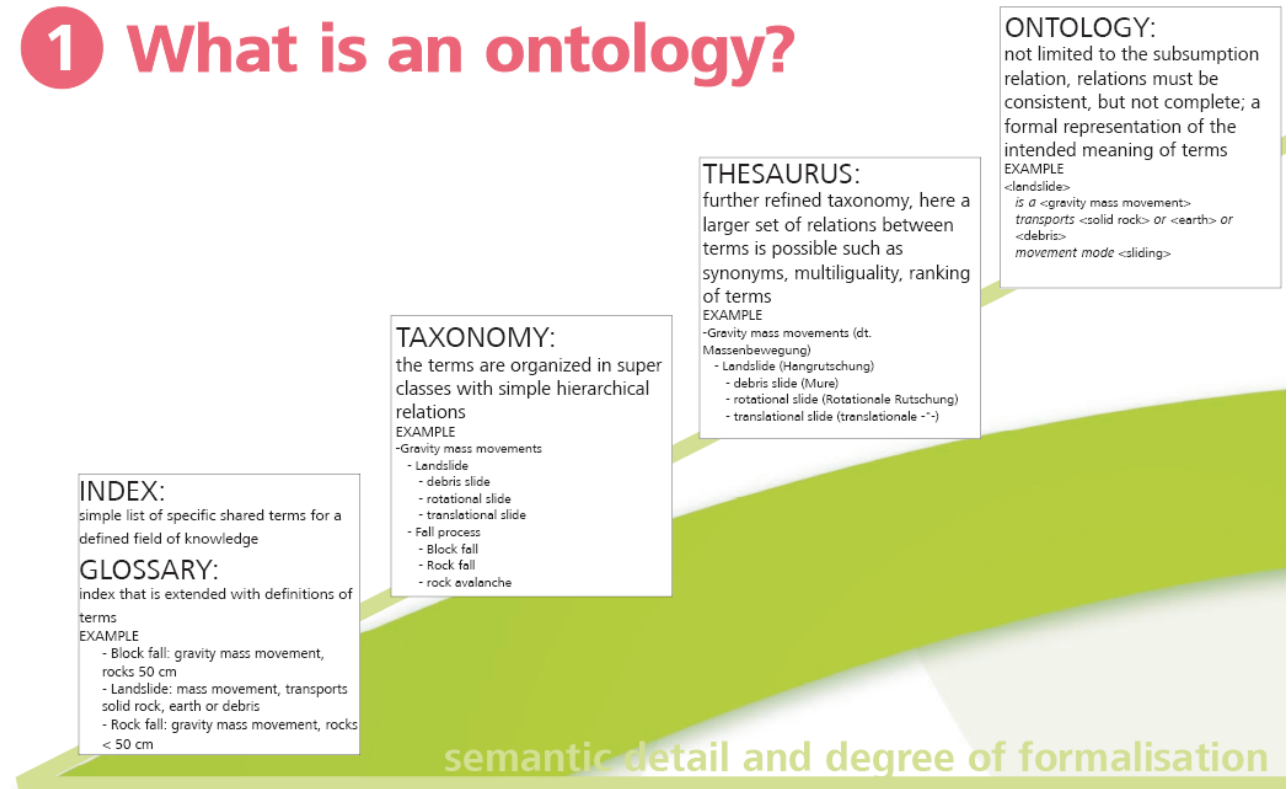 1 What is an ontology?
INDEX:
simple list of specific shared terms for a
defined field of knowledge
GLOSSARY:
index that is extended with definitions of
terms
EXAMPLE
- Block fall: gravity mass movement,
rocks 50 cm
- Landslide: mass movement, transports
solid rock, earth or debris
- Rock fall: gravity mass movement, rocks
< 50 cm
TAXONOMY:
the terms are organized in super
classes with simple hierarchical
relations
EXAMPLE
-Gravity mass movements
- Landslide
- debris slide
- rotational slide
- translational slide
- Fall process
- Block fall
- Rock fall
- rock avalanche
THESAURUS:
further refined taxonomy, here a
larger set of relations between
terms is possible such as
synonyms, multiliguality, ranking
of terms
EXAMPLE
-Gravity mass movements (dt.
Massenbewegung)
- Landslide (Hangrutschung)
- debris slide (Mure)
- rotational slide (Rotationale Rutschung)
- translational slide (translationale -"-)
ONTOLOGY:
not limited to the subsumption
relation, relations must be
consistent, but not complete; a
formal representation of the
intended meaning of terms
EXAMPLE
<landslide>
is a <gravity mass movement>
transports <solid rock> or <earth> or
<debris>
movement mode <sliding>
semantic detail and degree of formalisation